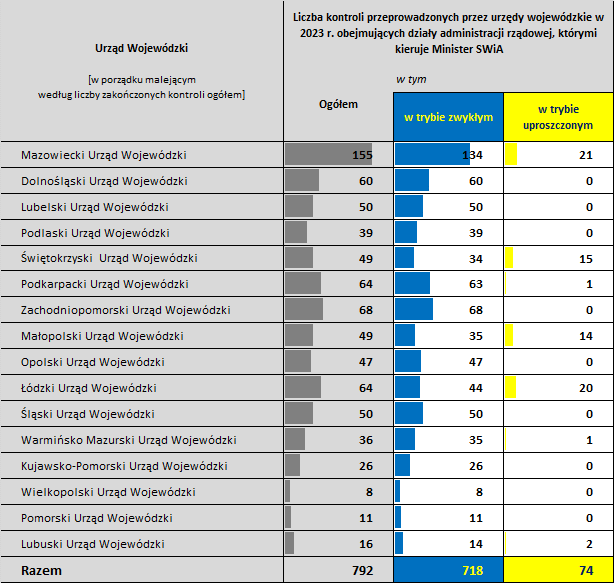 Urząd Wojewódzki
[w porządku malejącym
według liczby zakończonych kontroli ogółem]
Liczba kontroli przeprowadzonych przez urzędy wojewódzkie w
2023 r. obejmujących działy administracji rządowej, którymi
kieruje Minister SWiA
w tym
Ogółem
w trybie zwykłym
w trybie
uproszczonym
Mazowiecki Urząd Wojewódzki 155 134 21
Dolnośląski Urząd Wojewódzki 60 60 0
Lubelski Urząd Wojewódzki 50 50 0
Podlaski Urząd Wojewódzki 39 39 0
Świętokrzyski Urząd Wojewódzki 49 34 15
Podkarpacki Urząd Wojewódzki 64 63 1
Zachodniopomorski Urząd Wojewódzki 68 68 0
Małopolski Urząd Wojewódzki 49 35 14
Opolski Urząd Wojewódzki 47 47 0
Łódzki Urząd Wojewódzki 64 44 20
Śląski Urząd Wojewódzki 50 50 0
Warmińsko Mazurski Urząd Wojewódzki 36 35 1
Kujawsko-Pomorski Urząd Wojewódzki 26 26 0
Wielkopolski Urząd Wojewódzki 8 8 0
Pomorski Urząd Wojewódzki 11 11 0
Lubuski Urząd Wojewódzki 16 14 2
Razem 792 718 74